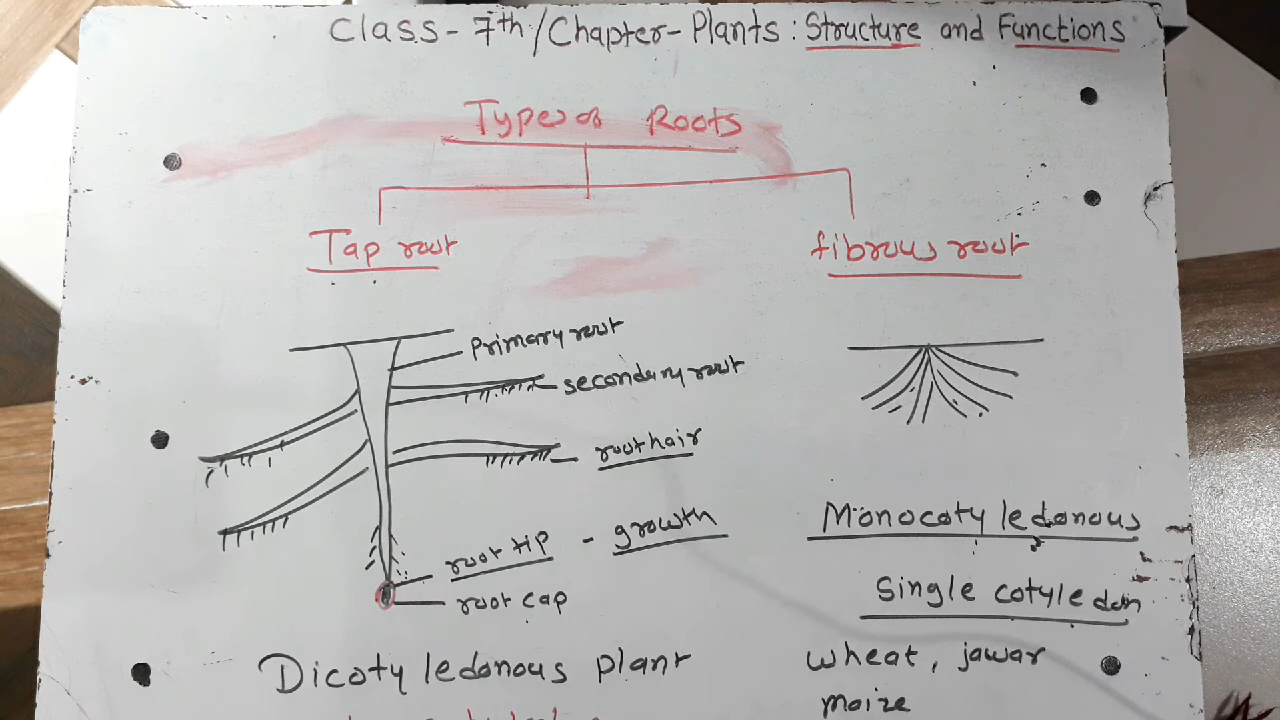 Class-7th/Chapter-Plants: Structure and Functions
Types of Roots
Tap root
fibrous root
Primary root
secondary root
root hair
root tip - growth
root cap
Monocotyledonous
single cotyledon
Dicotyledonous plant
wheat, jawar
maize